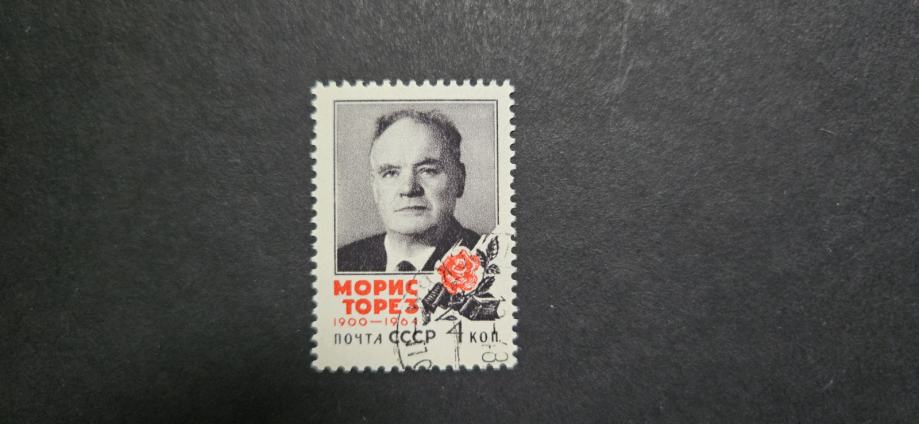 МОРИС
ТОРЕЗ
1900—1964
ПОЧТА СССР 4 КОП.